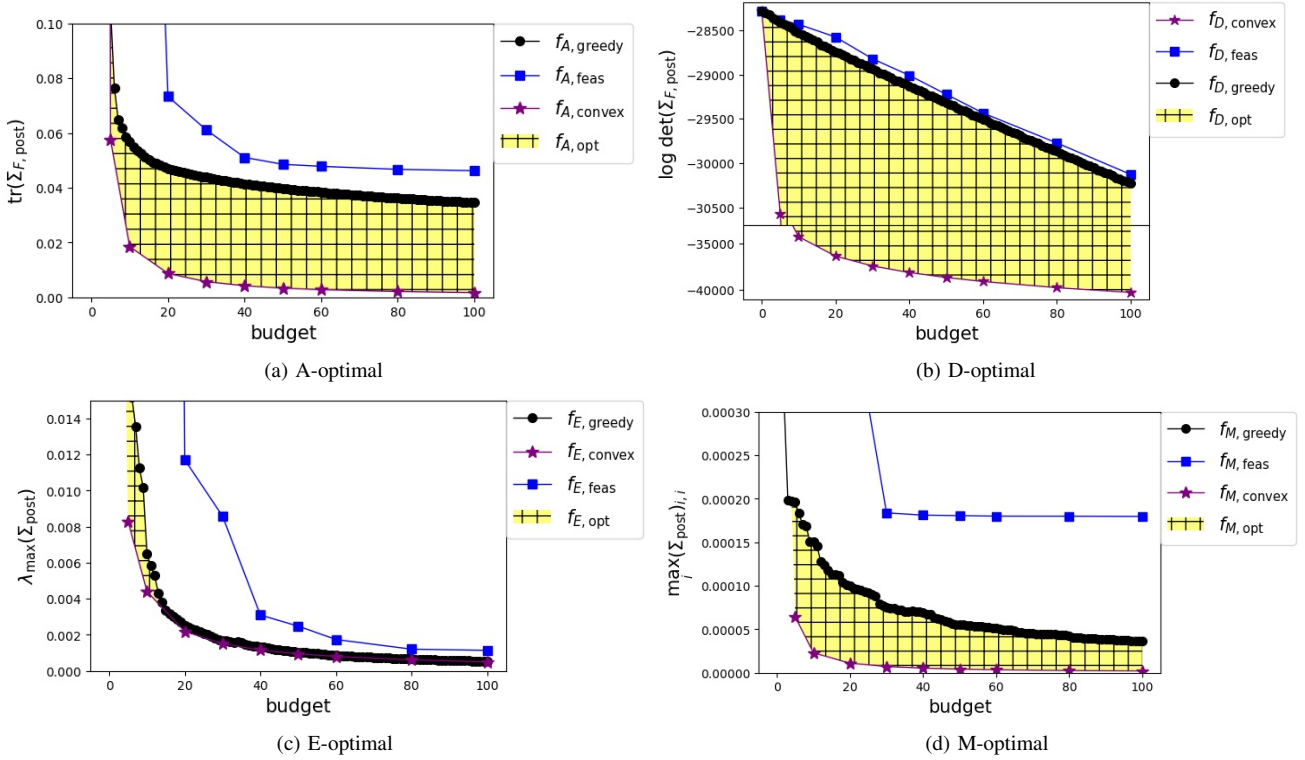 0.10
0.08
0.06
0.04
0.02
0.00
tr(Σ_F, post)
0 20 40 60 80 100
budget
f_A, greedy
f_A, feas
f_A, convex
f_A, opt
(a) A-optimal
−28500
−29000
−29500
−30000
−30500
−35000
−40000
log det(Σ_F, post)
0 20 40 60 80 100
budget
f_D, convex
f_D, feas
f_D, greedy
f_D, opt
(b) D-optimal
0.014
0.012
0.010
0.008
0.006
0.004
0.002
0.000
λ_max(Σ_post)
0 20 40 60 80 100
budget
f_E, greedy
f_E, convex
f_E, feas
f_E, opt
(c) E-optimal
0.00030
0.00025
0.00020
0.00015
0.00010
0.00005
0.00000
max_i(Σ_post)_i, i
0 20 40 60 80 100
budget
f_M, greedy
f_M, feas
f_M, convex
f_M, opt
(d) M-optimal